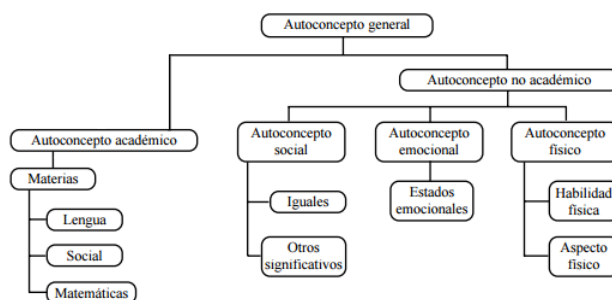 Autoconcepto general
Autoconcepto no académico
Autoconcepto académico
Autoconcepto
social
Autoconcepto
emocional
Autoconcepto
físico
Materias
Iguales
Estados
emocionales
Habilidad
física
Lengua
Social
Otros
significativos
Aspecto
físico
Matemáticas